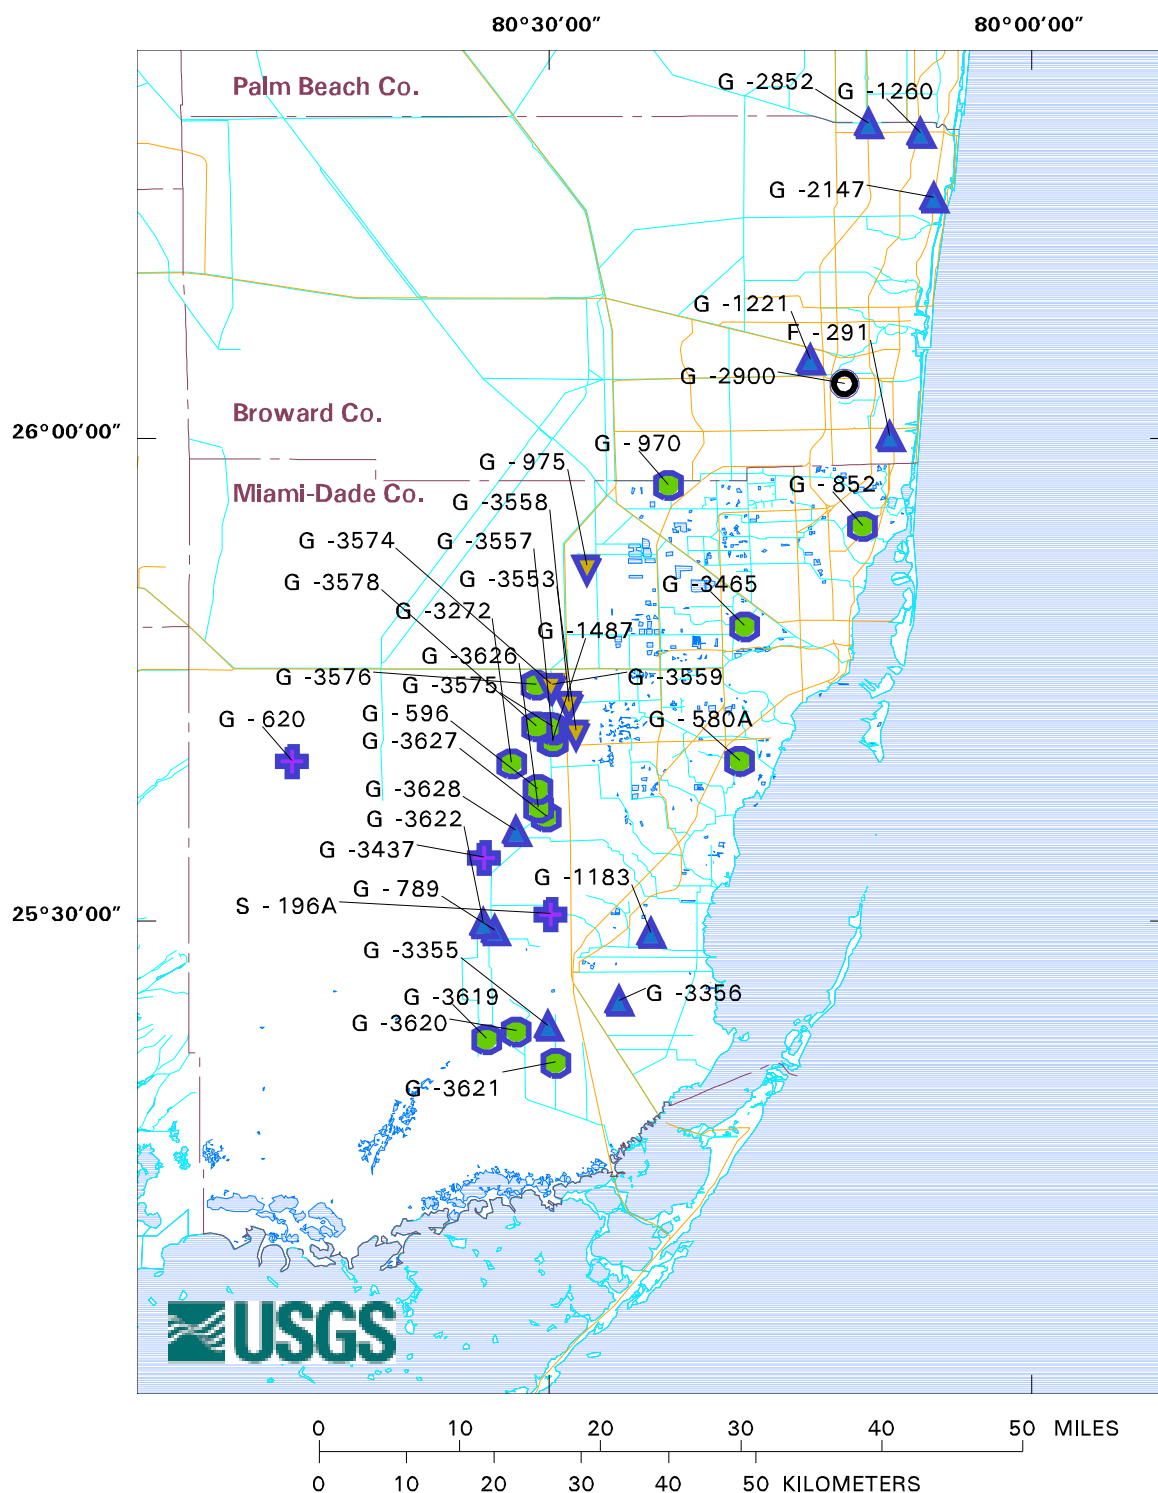 80°30'00" 80°00'00"
Palm Beach Co.
G -2852
G -1260
G -2147
G -1221
F - 291
G -2900
Broward Co.
26°00'00"
G - 970
G - 975
G - 852
Miami-Dade Co.
G -3558
G -3574
G -3557
G -3578
G -3553
G -3465
G -3272
G -1487
G -3626
G -3576
G -3575
G -3559
G - 620
G - 596
G - 580A
G -3627
G -3628
G -3622
G -3437
G - 789
G -1183
S - 196A
25°30'00"
G -3355
G -3619
G -3356
G -3620
G -3621
USGS
0 10 20 30 40 50 MILES
0 10 20 30 40 50 KILOMETERS